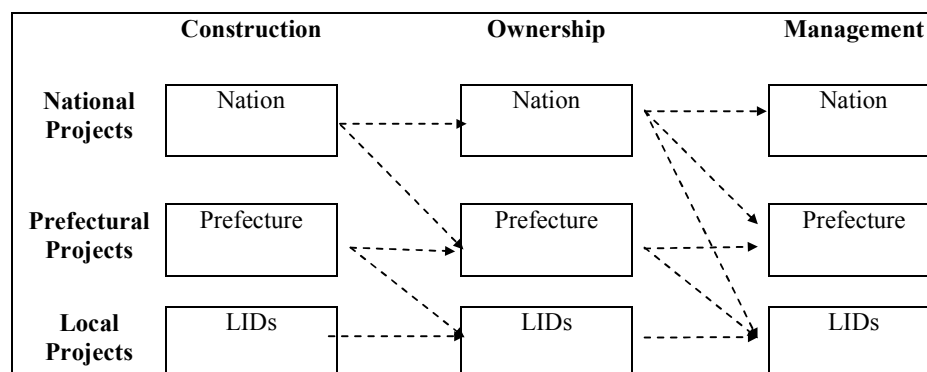 Construction Ownership Management
National
Projects
Nation Nation Nation
Prefectural
Projects
Prefecture Prefecture Prefecture
Local
Projects
LIDs LIDs LIDs